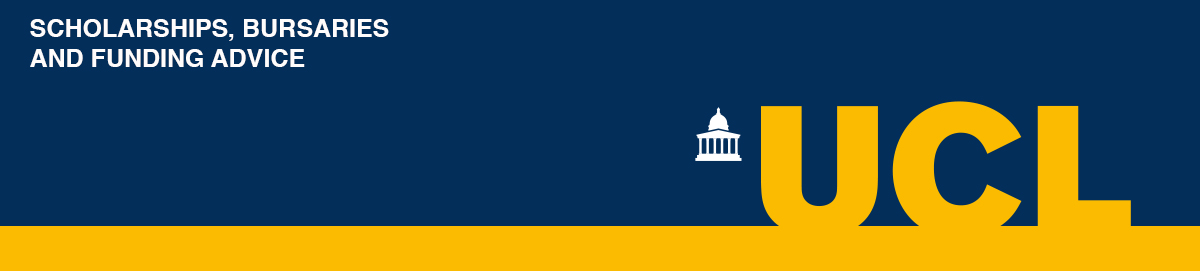 SCHOLARSHIPS, BURSARIES
AND FUNDING ADVICE
UCL